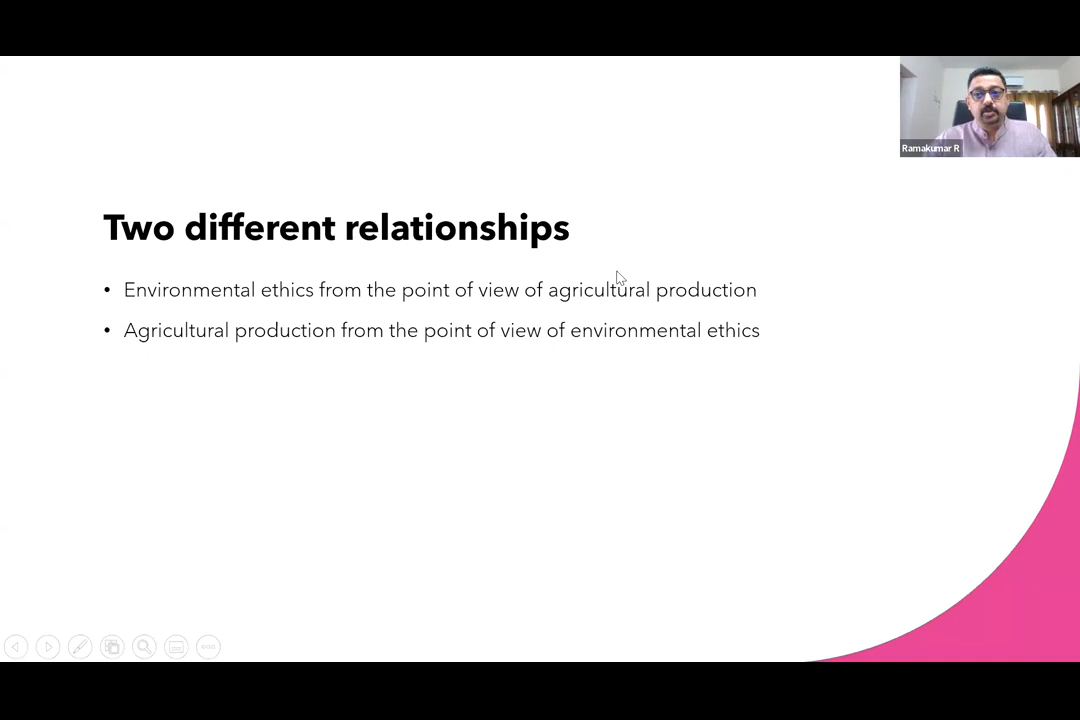 Ramakumar R
Two different relationships
• Environmental ethics from the point of view of agricultural production
• Agricultural production from the point of view of environmental ethics